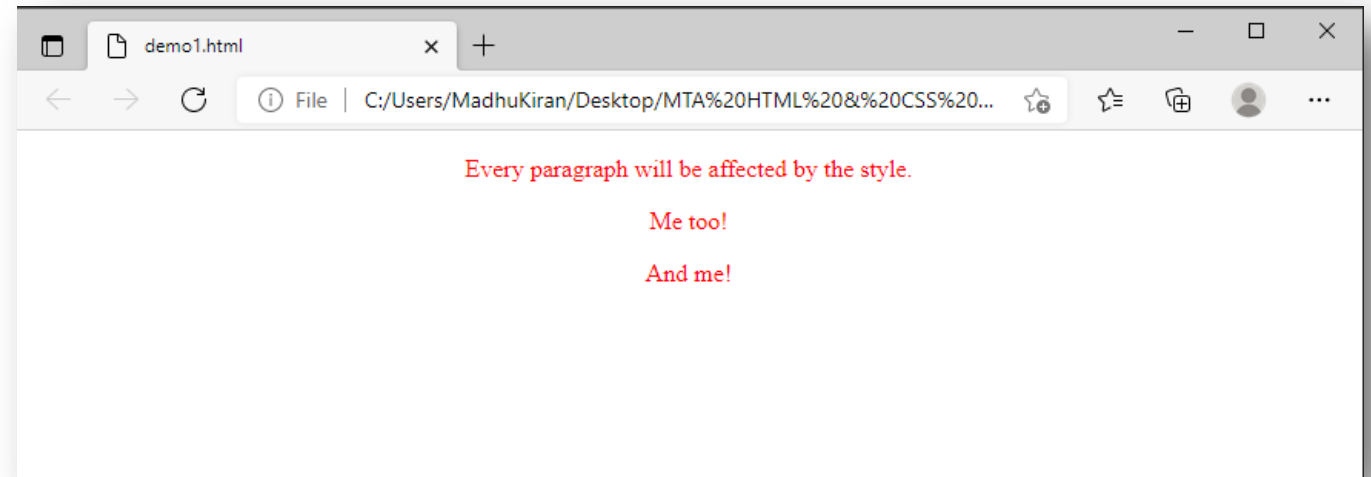 demo1.html
File C:/Users/MadhuKiran/Desktop/MTA%20HTML%20&%20CSS%20...
Every paragraph will be affected by the style.
Me too!
And me!